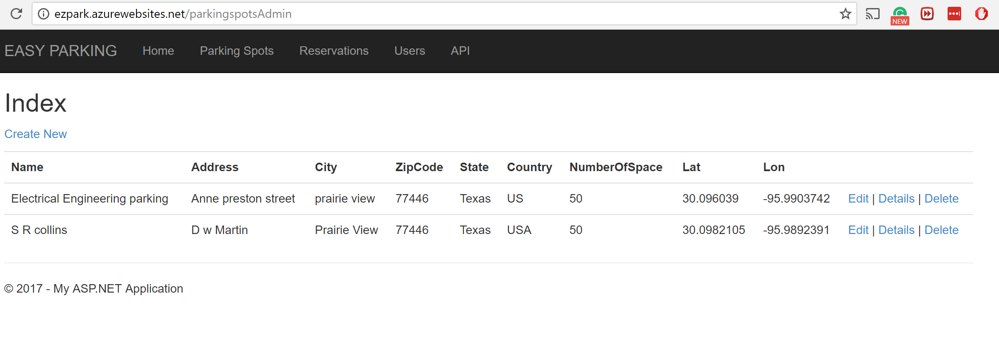 ezpark.azurewebsites.net/parkingspotsAdmin
NEW
EASY PARKING Home Parking Spots Reservations Users API
Index
Create New
Name Address City ZipCode State Country NumberOfSpace Lat Lon
Electrical Engineering parking Anne preston street prairie view 77446 Texas US 50 30.096039 -95.9903742 Edit | Details | Delete
S R collins D w Martin Prairie View 77446 Texas USA 50 30.0982105 -95.9892391 Edit | Details | Delete
© 2017 - My ASP.NET Application